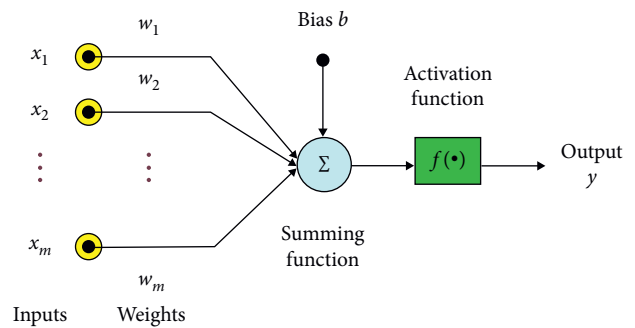 Bias b
w₁
x₁
Activation
function
w₂
x₂
Σ
f(•)
Output
y
xₘ
wₘ
Summing
function
Inputs
Weights